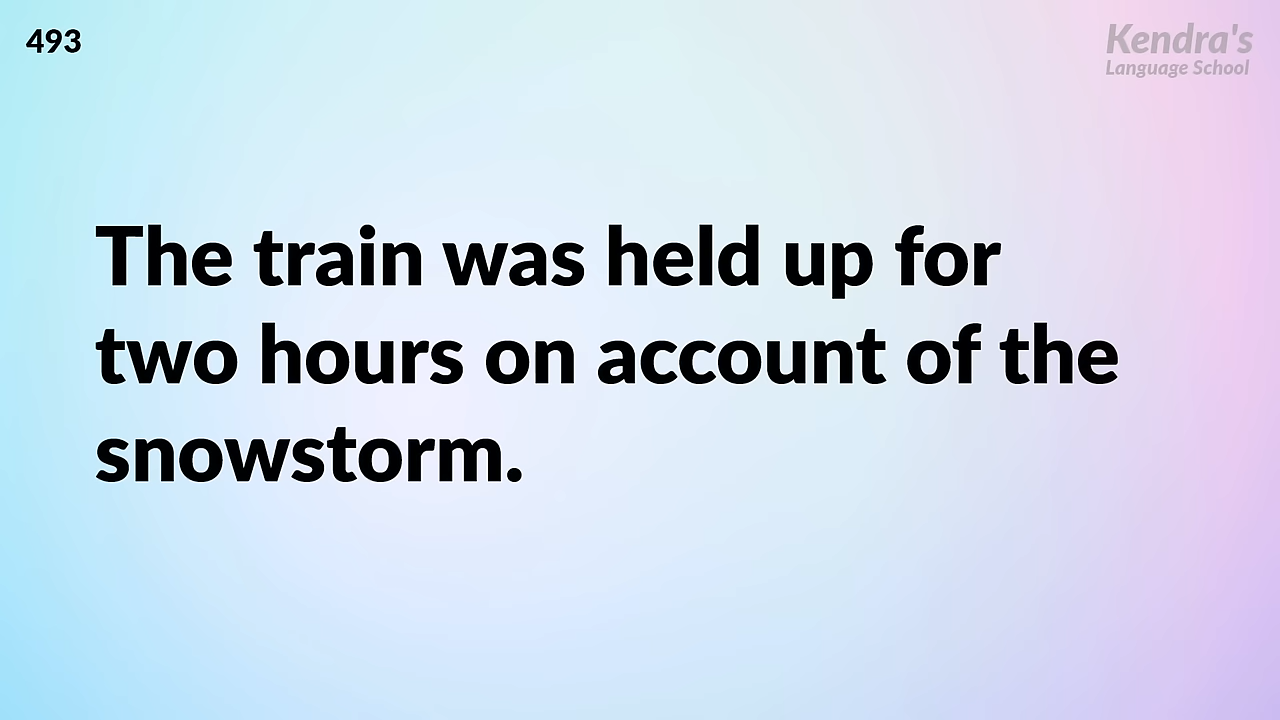 493
Kendra's
Language School
The train was held up for
two hours on account of the
snowstorm.